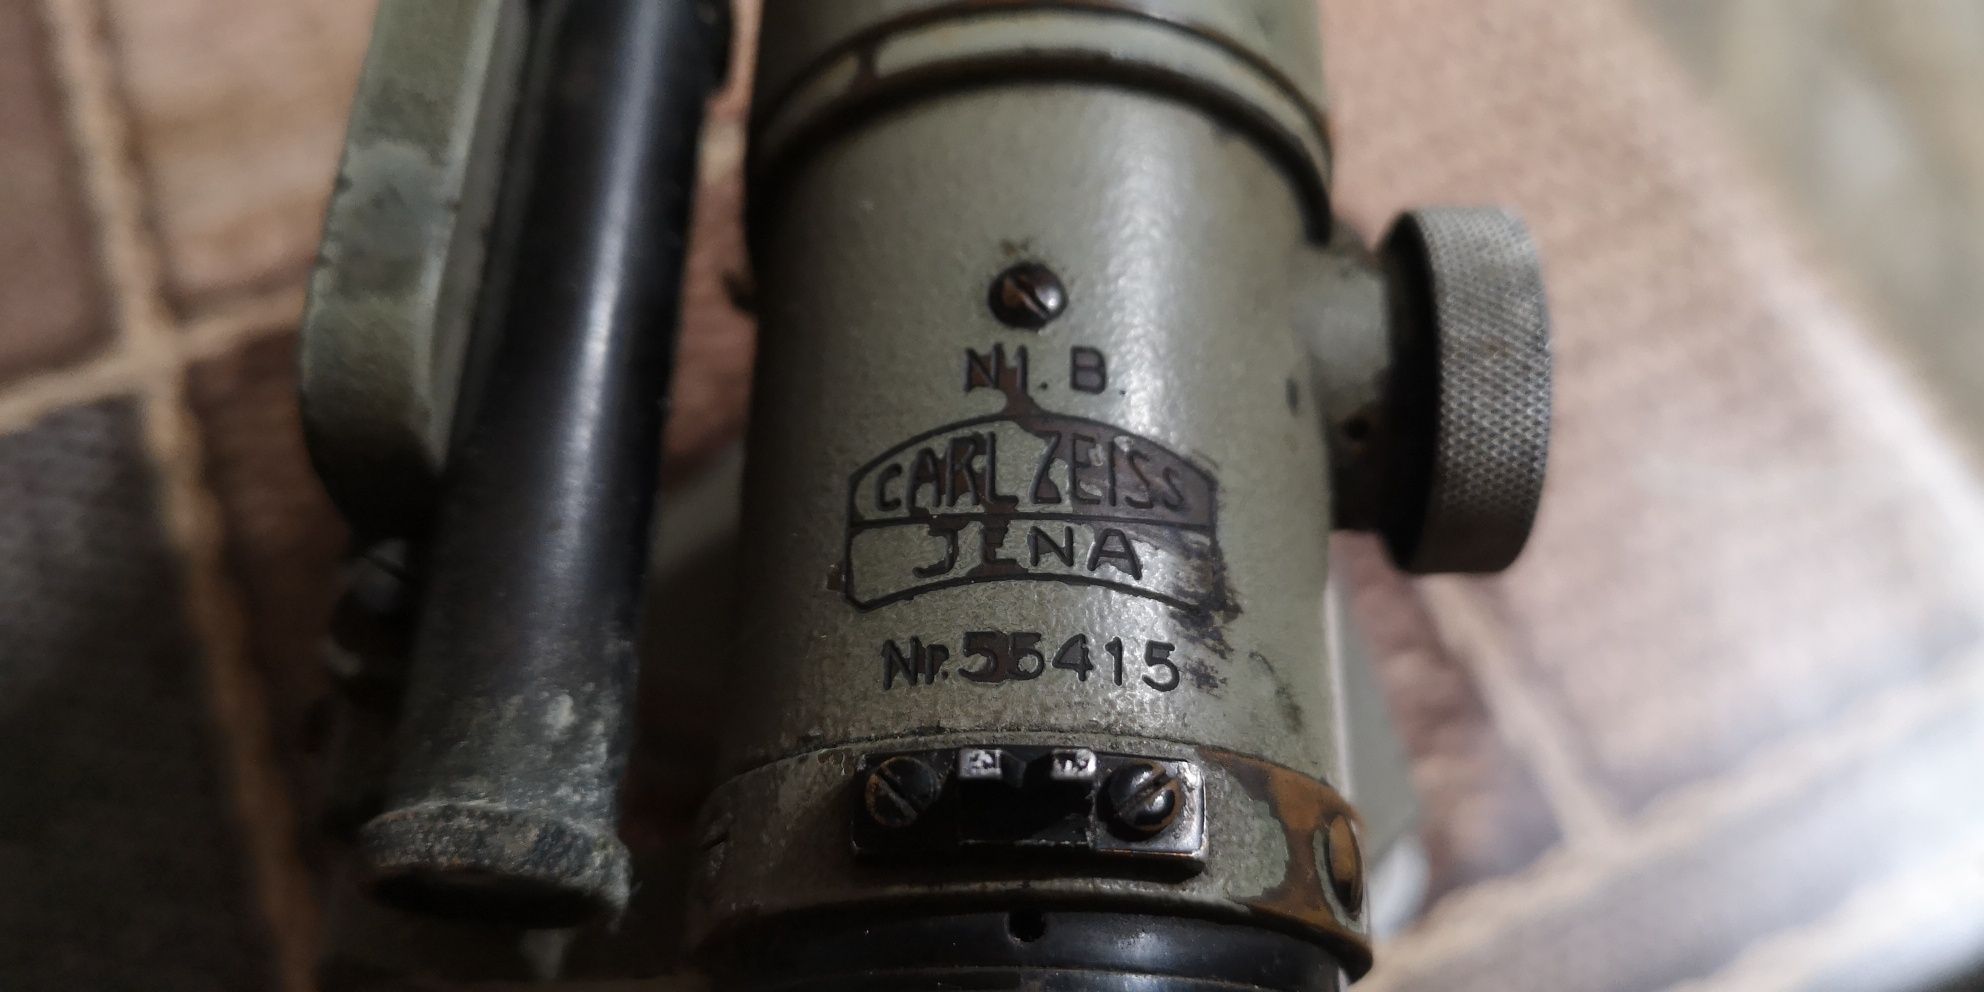 NI. B.
CARL ZEISS
JENA
Nr. 55415